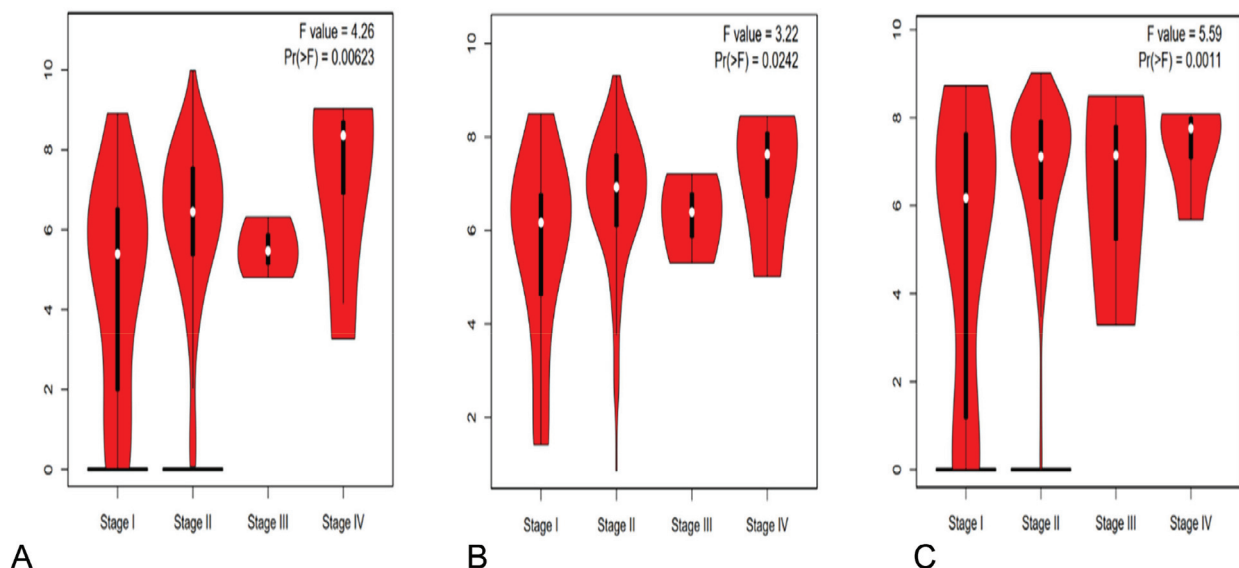 F value = 4.26
Pr(>F) = 0.00623
10
8
6
4
2
0
Stage I Stage II Stage III Stage IV
A
F value = 3.22
Pr(>F) = 0.0242
10
8
6
4
2
Stage I Stage II Stage III Stage IV
B
F value = 5.59
Pr(>F) = 0.0011
10
8
6
4
2
0
Stage I Stage II Stage III Stage IV
C